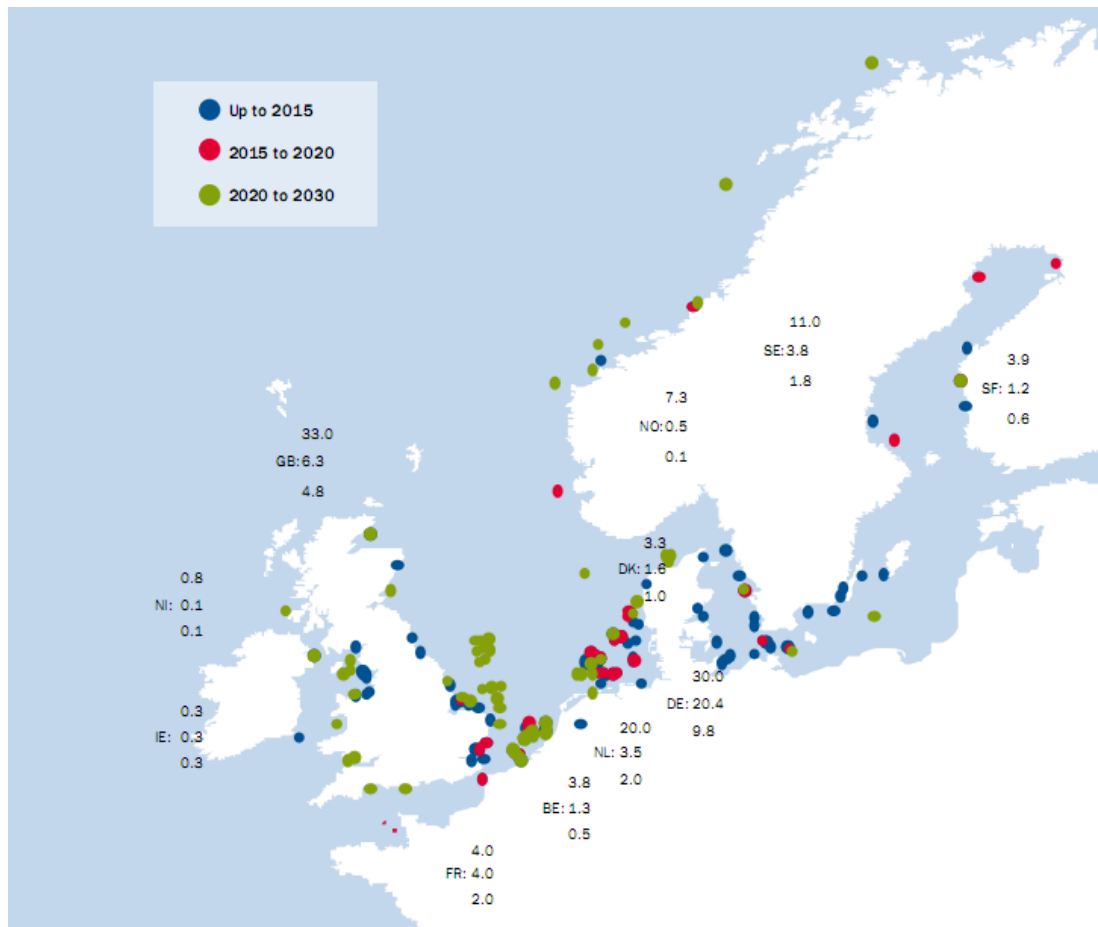 Up to 2015
2015 to 2020
2020 to 2030
11.0
SE: 3.8
1.8
3.9
SF: 1.2
0.6
7.3
NO: 0.5
0.1
33.0
GB: 6.3
4.8
3.3
DK: 1.6
1.0
0.8
NI: 0.1
0.1
30.0
DE: 20.4
9.8
0.3
IE: 0.3
0.3
20.0
NL: 3.5
2.0
3.8
BE: 1.3
0.5
4.0
FR: 4.0
2.0